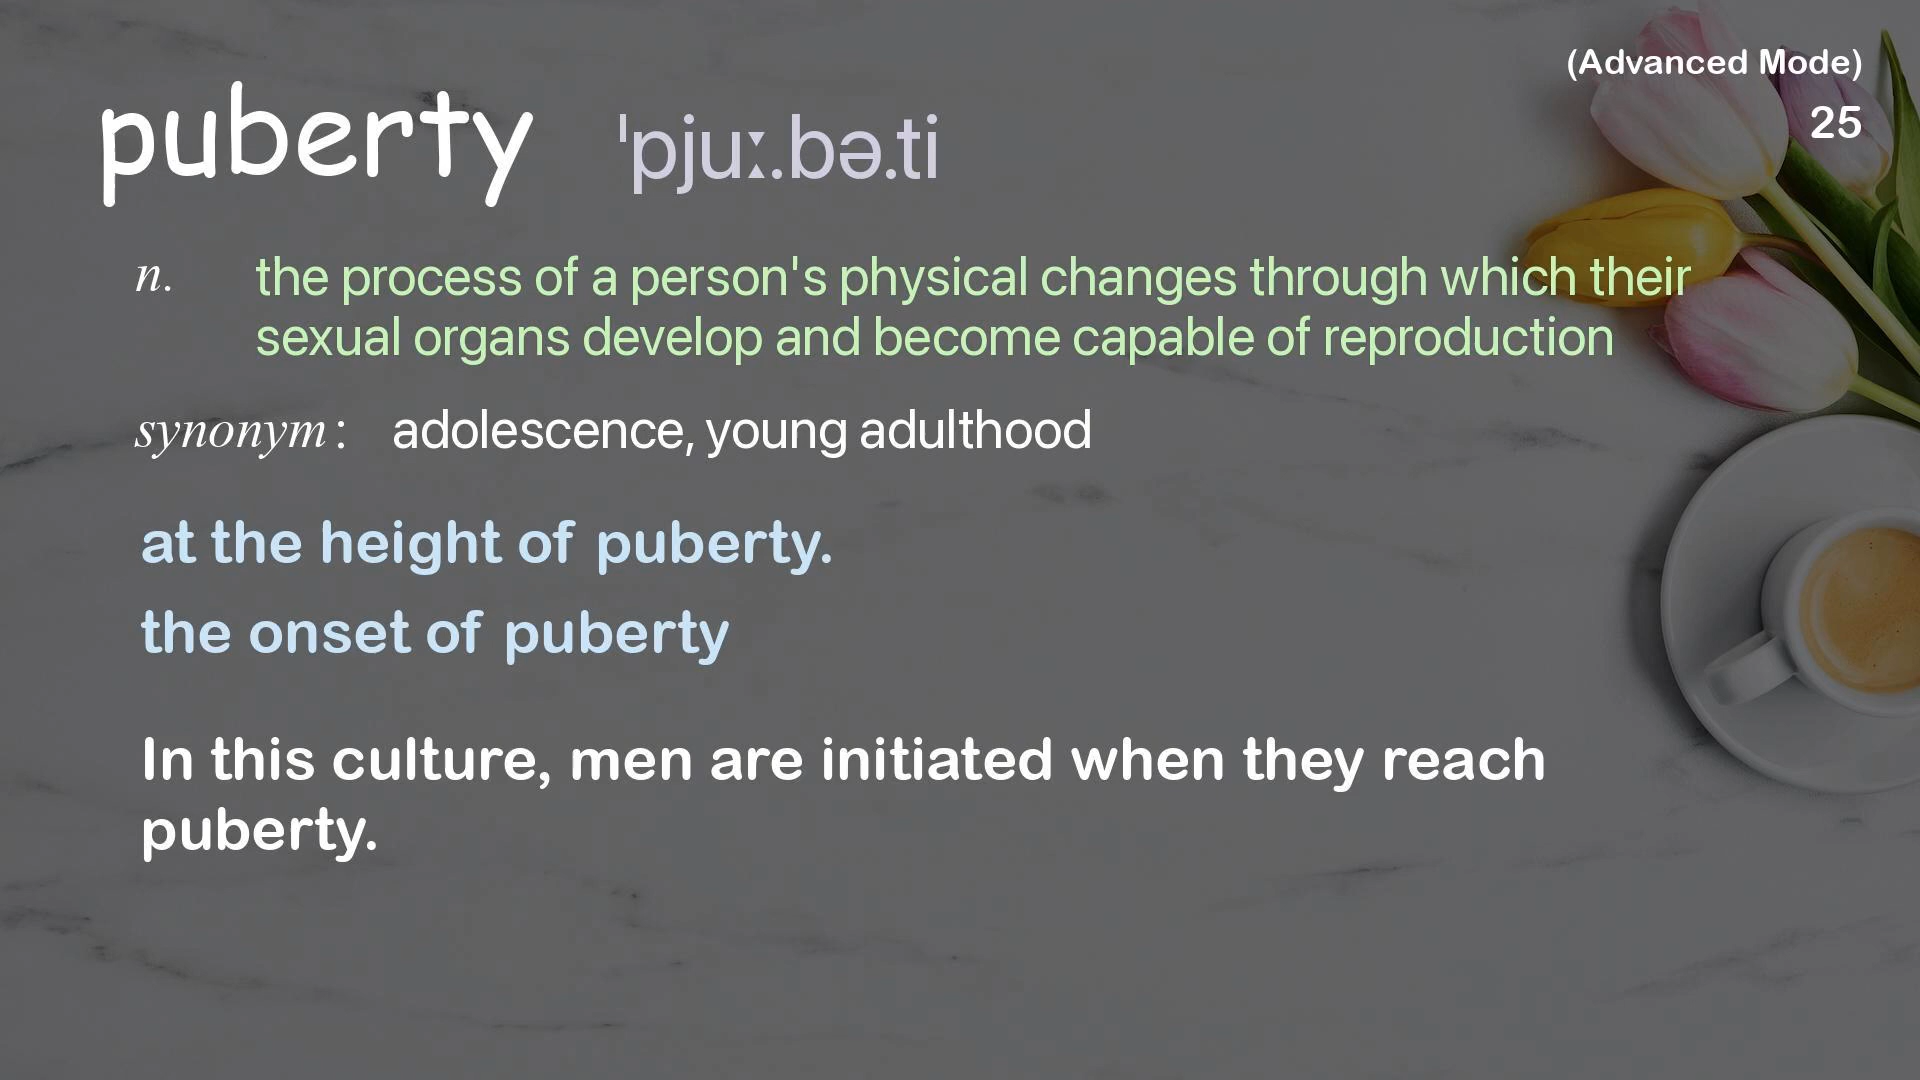 (Advanced Mode)
puberty ˈpjuː.bə.ti
25
n. the process of a person's physical changes through which their
sexual organs develop and become capable of reproduction
synonym: adolescence, young adulthood
at the height of puberty.
the onset of puberty
In this culture, men are initiated when they reach
puberty.